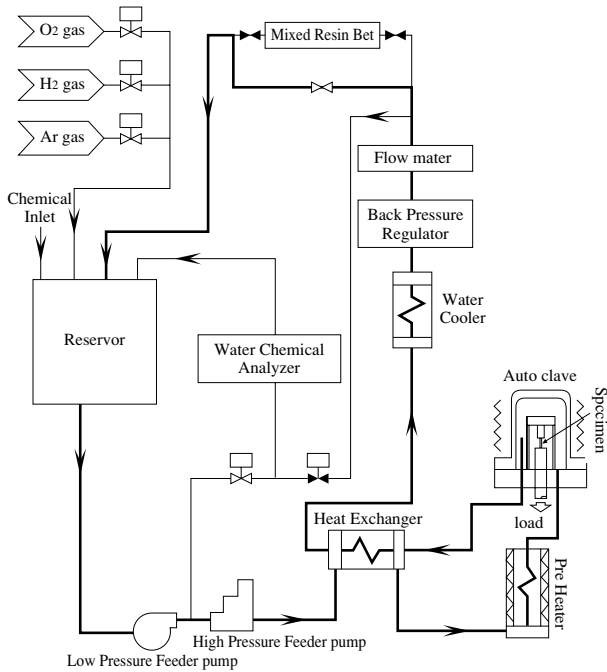 O2 gas
Mixed Resin Bet
H2 gas
Ar gas
Flow mater
Chemical
Inlet
Back Pressure
Regulator
Water
Cooler
Reservor
Water Chemical
Analyzer
Auto clave
Spccimen
load
Heat Exchanger
Pre Heater
High Pressure Feeder pump
Low Pressure Feeder pump